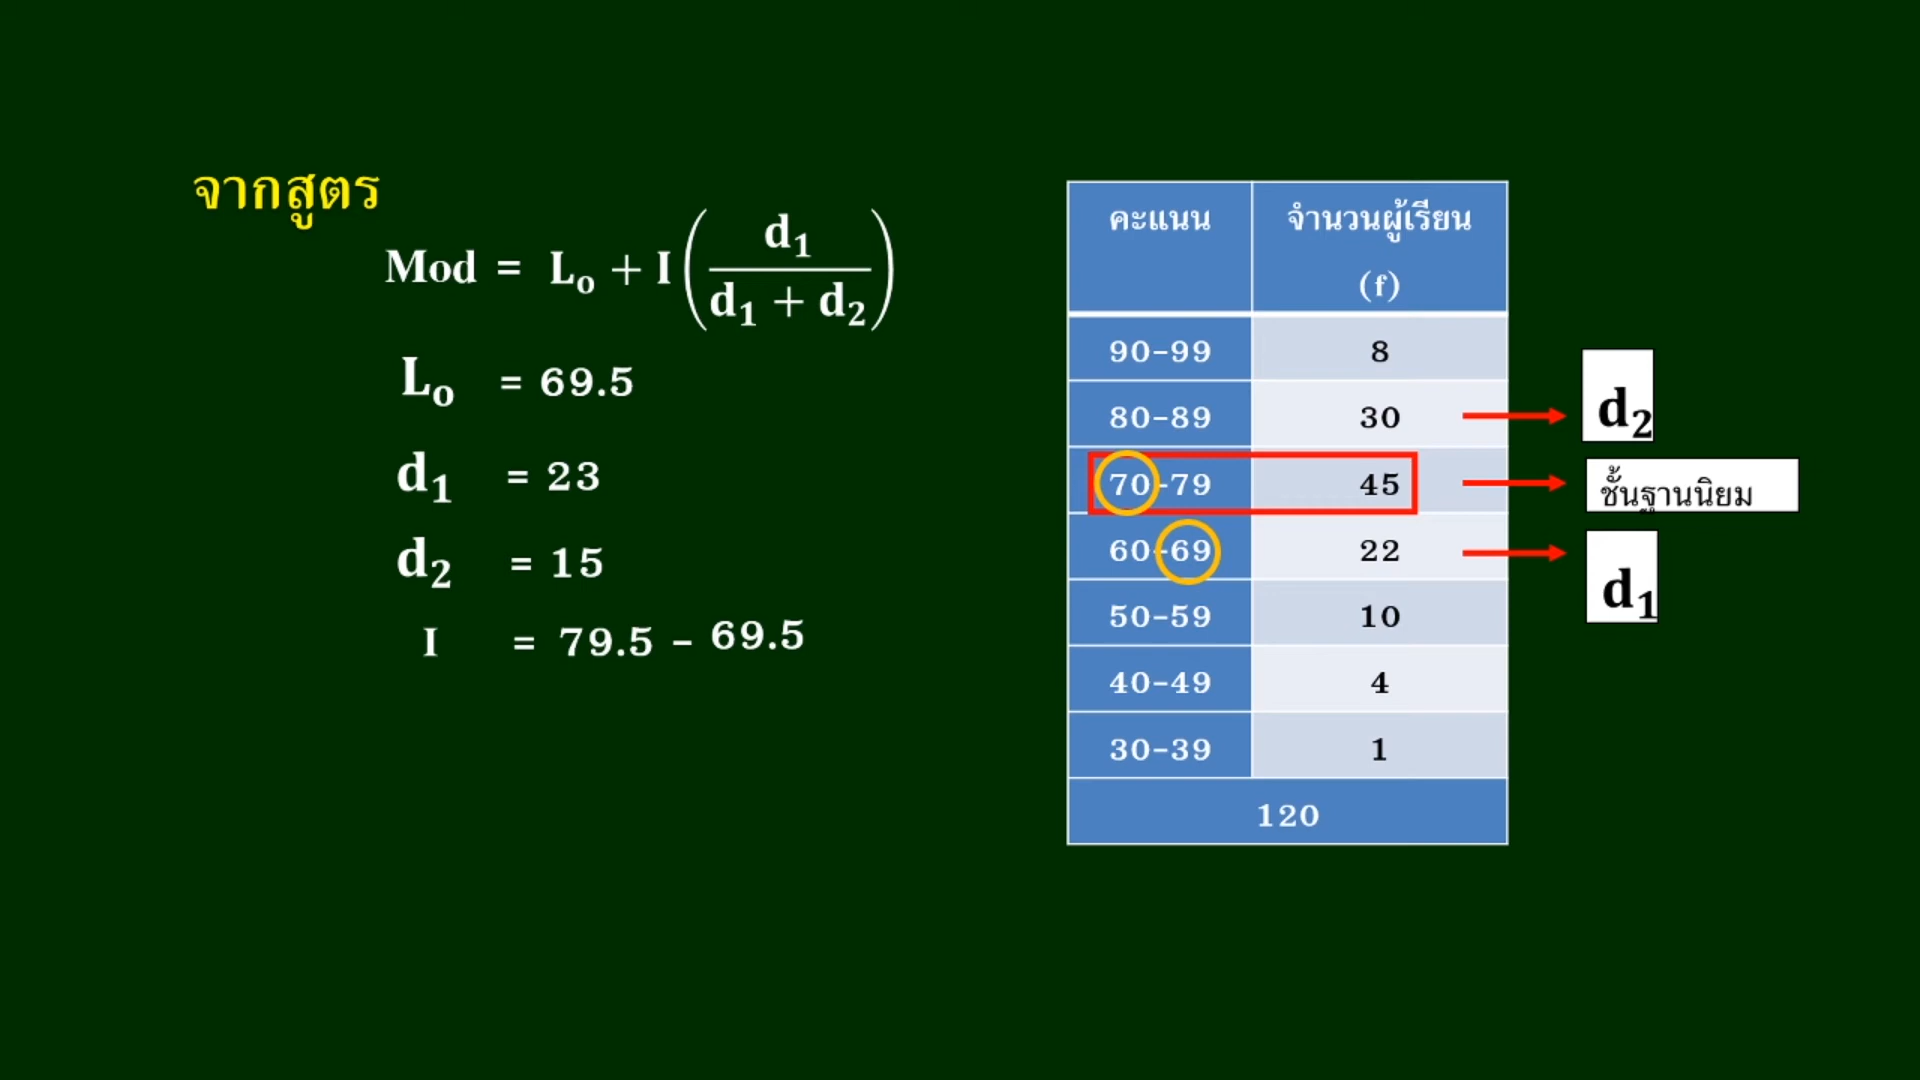 จากสูตร
Mod = L₀ + I (d₁ / (d₁ + d₂))
L₀ = 69.5
d₁ = 23
d₂ = 15
I = 79.5 - 69.5
คะแนน จำนวนผู้เรียน (f)
90-99 8
80-89 30 d₂
70-79 45 ชั้นฐานนิยม
60-69 22 d₁
50-59 10
40-49 4
30-39 1
120